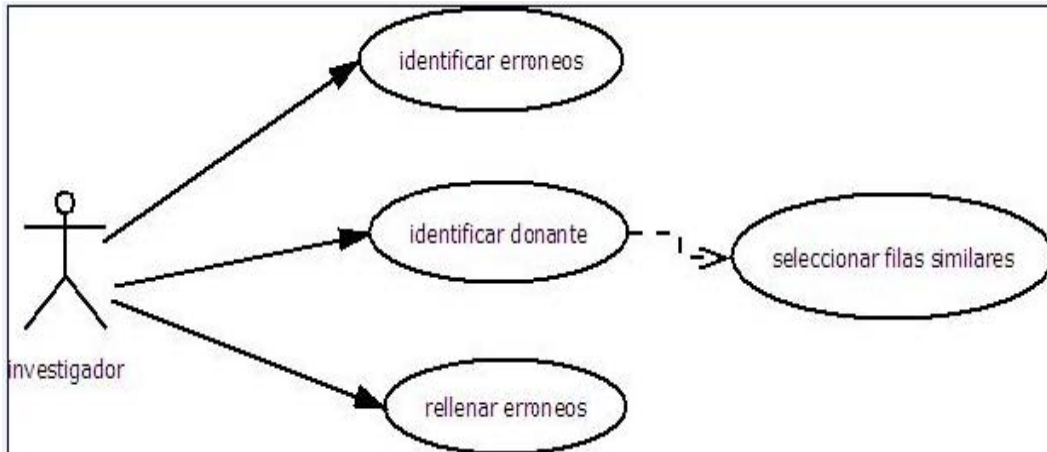 identificar erroneos
identificar donante
seleccionar filas similares
investigador
rellenar erroneos